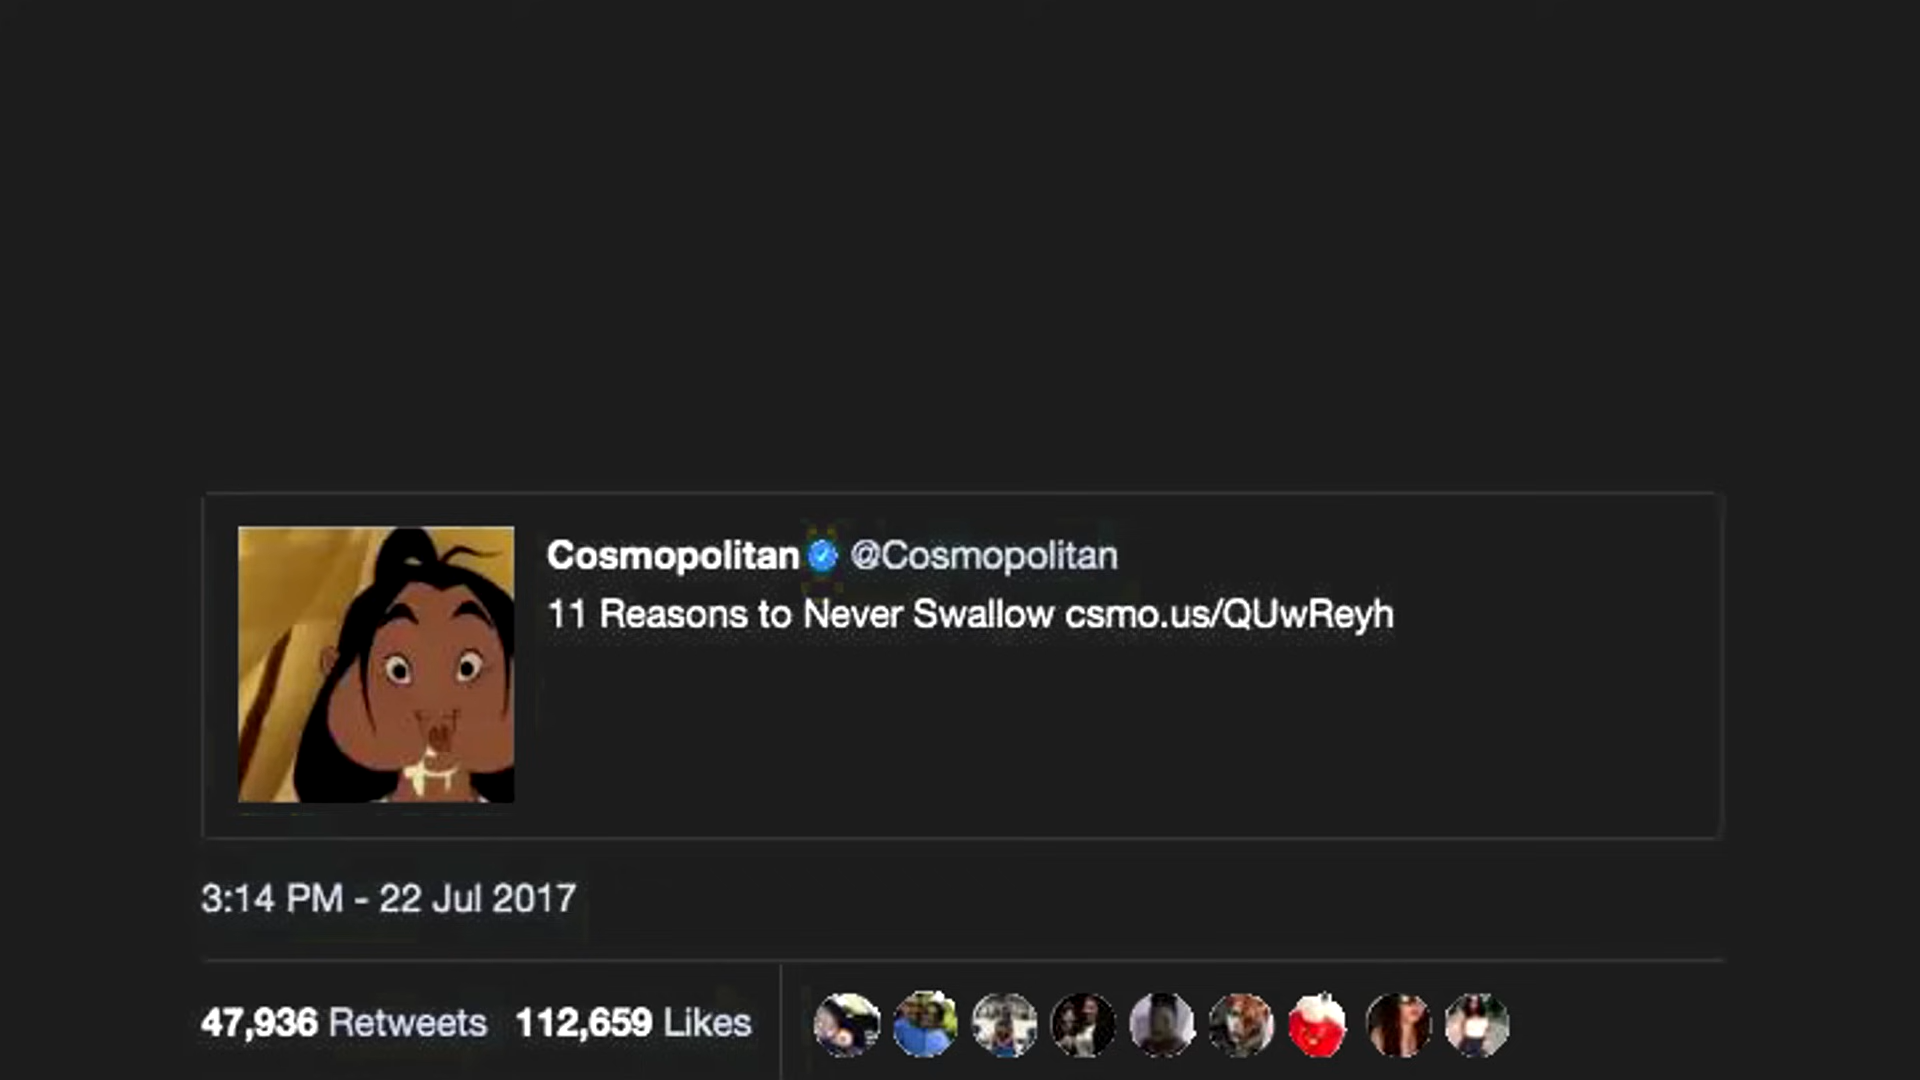 Cosmopolitan @Cosmopolitan
11 Reasons to Never Swallow csmo.us/QUwReyh
3:14 PM - 22 Jul 2017
47,936 Retweets 112,659 Likes